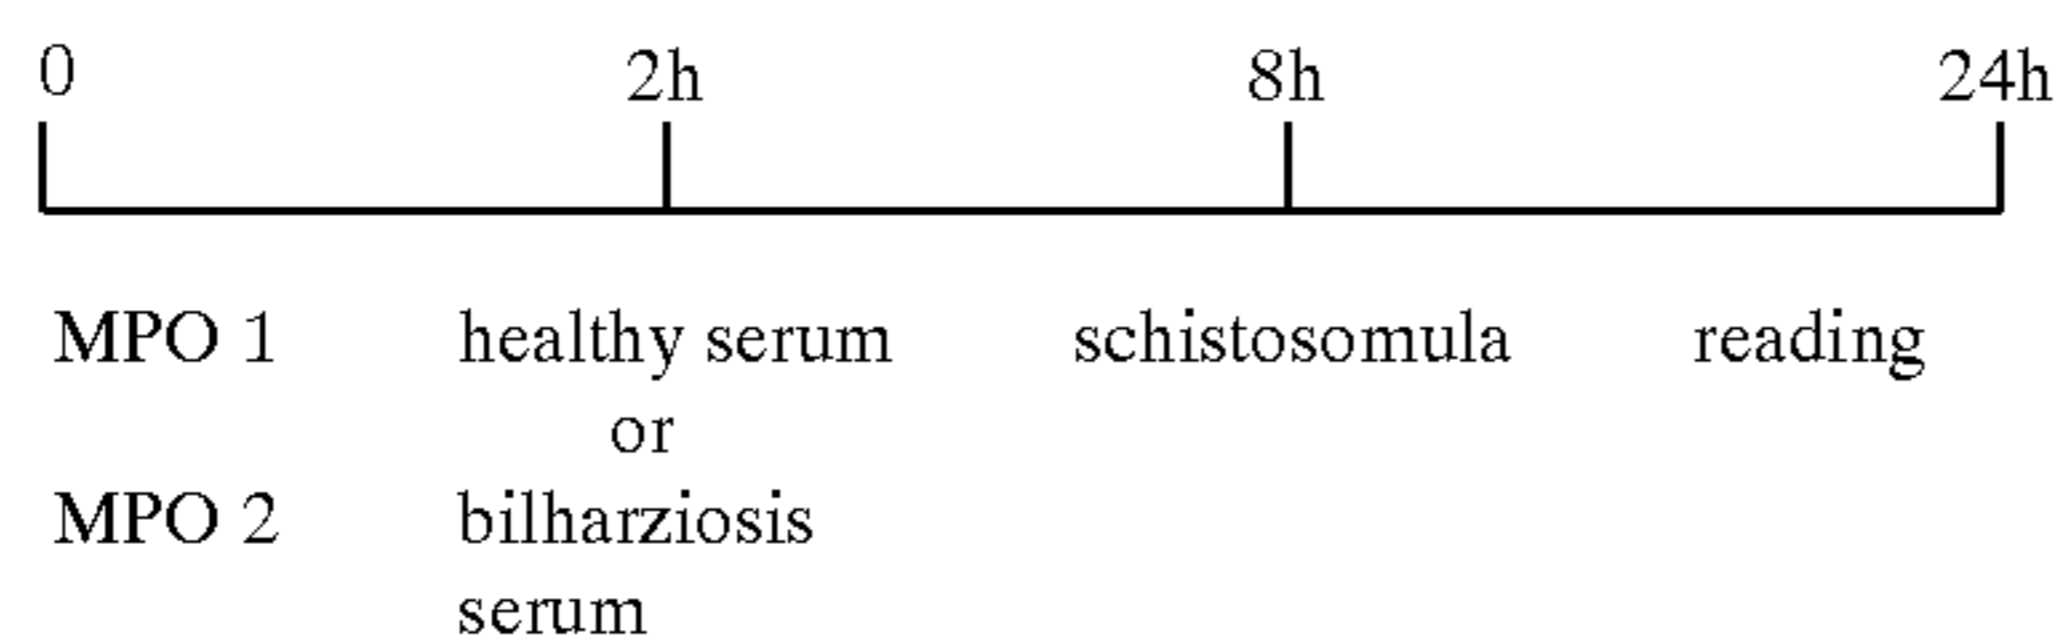 0 2h 8h 24h
MPO 1 healthy serum schistosomula reading
or
MPO 2 bilharziosis
serum